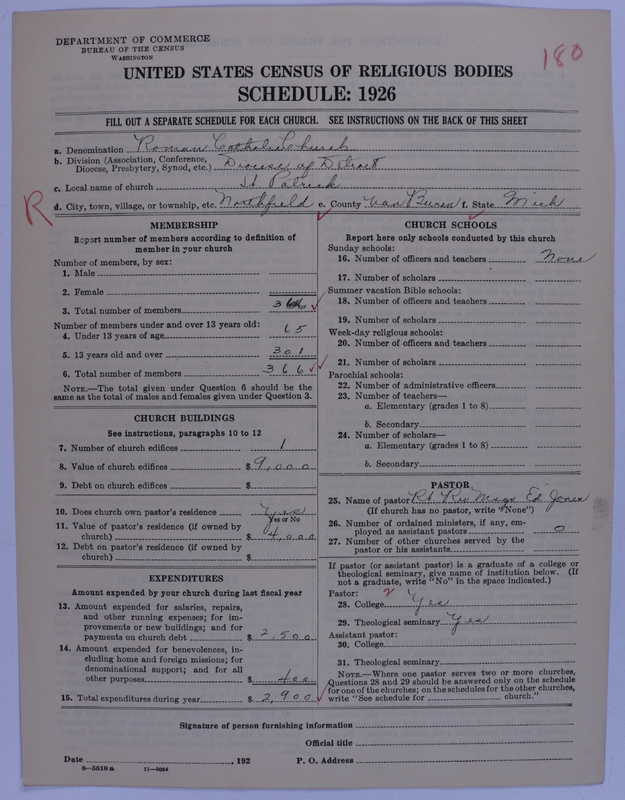 DEPARTMENT OF COMMERCE
BUREAU OF THE CENSUS
WASHINGTON
180
UNITED STATES CENSUS OF RELIGIOUS BODIES
SCHEDULE: 1926
FILL OUT A SEPARATE SCHEDULE FOR EACH CHURCH. SEE INSTRUCTIONS ON THE BACK OF THIS SHEET
a. Denomination Roman Catholic Church
b. Division (Association, Conference, Diocese, Presbytery, Synod, etc.) Diocese of Detroit
c. Local name of church St Patrick
R
d. City, town, village, or township, etc. Northfield e. County Van Buren f. State Mich
MEMBERSHIP
Report number of members according to definition of
member in your church
Number of members, by sex:
1. Male
2. Female
3. Total number of members 366
Number of members under and over 13 years old:
4. Under 13 years of age 65
5. 13 years old and over 301
6. Total number of members 366
NOTE.—The total given under Question 6 should be the
same as the total of males and females given under Question 3.
CHURCH BUILDINGS
See instructions, paragraphs 10 to 12
7. Number of church edifices 1
8. Value of church edifices $ 9,000
9. Debt on church edifices $
10. Does church own pastor's residence yes
Yes or No
11. Value of pastor's residence (if owned by
church) $ 4,000
12. Debt on pastor's residence (if owned by
church) $
EXPENDITURES
Amount expended by your church during last fiscal year
13. Amount expended for salaries, repairs,
and other running expenses; for im-
provements or new buildings; and for
payments on church debt $ 2,500
14. Amount expended for benevolences, in-
cluding home and foreign missions; for
denominational support; and for all
other purposes $ 400
15. Total expenditures during year $ 2,900
CHURCH SCHOOLS
Report here only schools conducted by this church
Sunday schools:
16. Number of officers and teachers None
17. Number of scholars
Summer vacation Bible schools:
18. Number of officers and teachers
19. Number of scholars
Week-day religious schools:
20. Number of officers and teachers
21. Number of scholars
Parochial schools:
22. Number of administrative officers
23. Number of teachers—
a. Elementary (grades 1 to 8)
b. Secondary
24. Number of scholars—
a. Elementary (grades 1 to 8)
b. Secondary
PASTOR
25. Name of pastor Rt Rev Msgr Ed
(If church has no pastor, write "None")
26. Number of ordained ministers, if any, em-
ployed as assistant pastors 0
27. Number of other churches served by the
pastor or his assistants
If pastor (or assistant pastor) is a graduate of a college or
theological seminary, give name of institution below. (If
not a graduate, write "No" in the space indicated.)
Pastor:
28. College Yes
29. Theological seminary Yes
Assistant pastor:
30. College
31. Theological seminary
NOTE.—Where one pastor serves two or more churches,
Questions 28 and 29 should be answered only on the schedule
for one of the churches; on the schedules for the other churches,
write "See schedule for church."
Signature of person furnishing information
Official title
Date , 192 P. O. Address
8—5518 a 11—9034